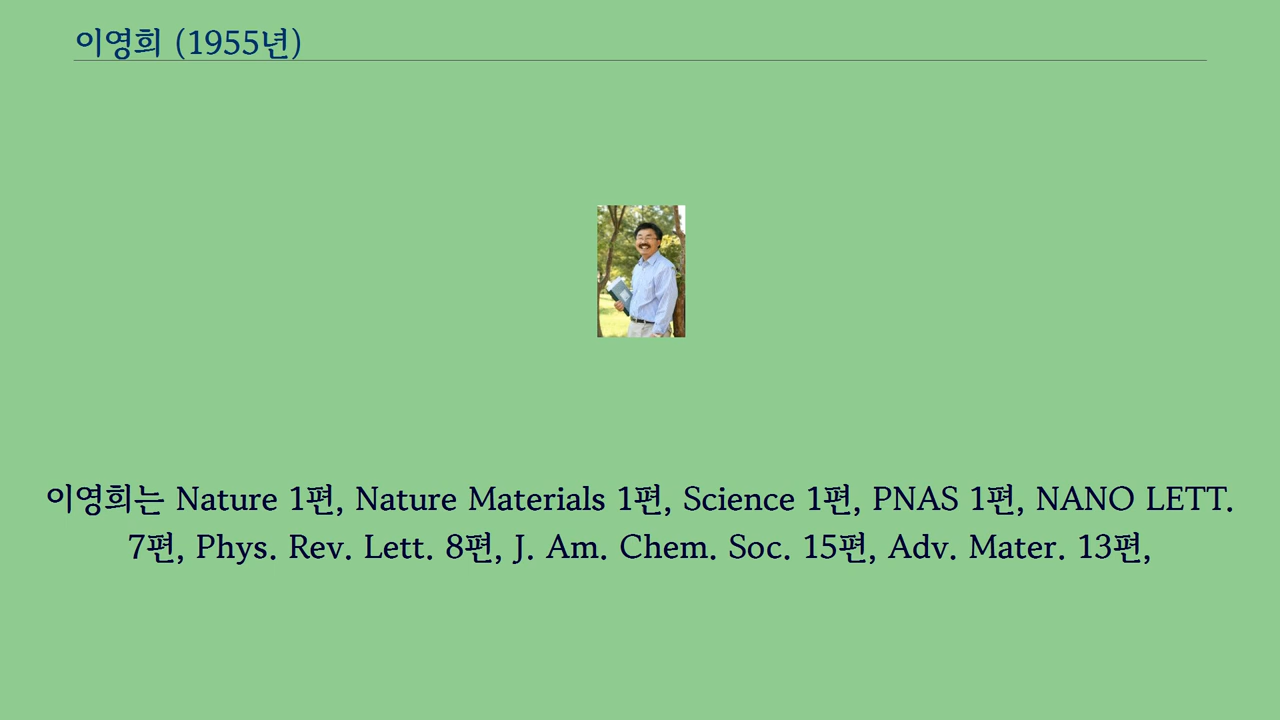 이영희 (1955년)
이영희는 Nature 1편, Nature Materials 1편, Science 1편, PNAS 1편, NANO LETT.
7편, Phys. Rev. Lett. 8편, J. Am. Chem. Soc. 15편, Adv. Mater. 13편,